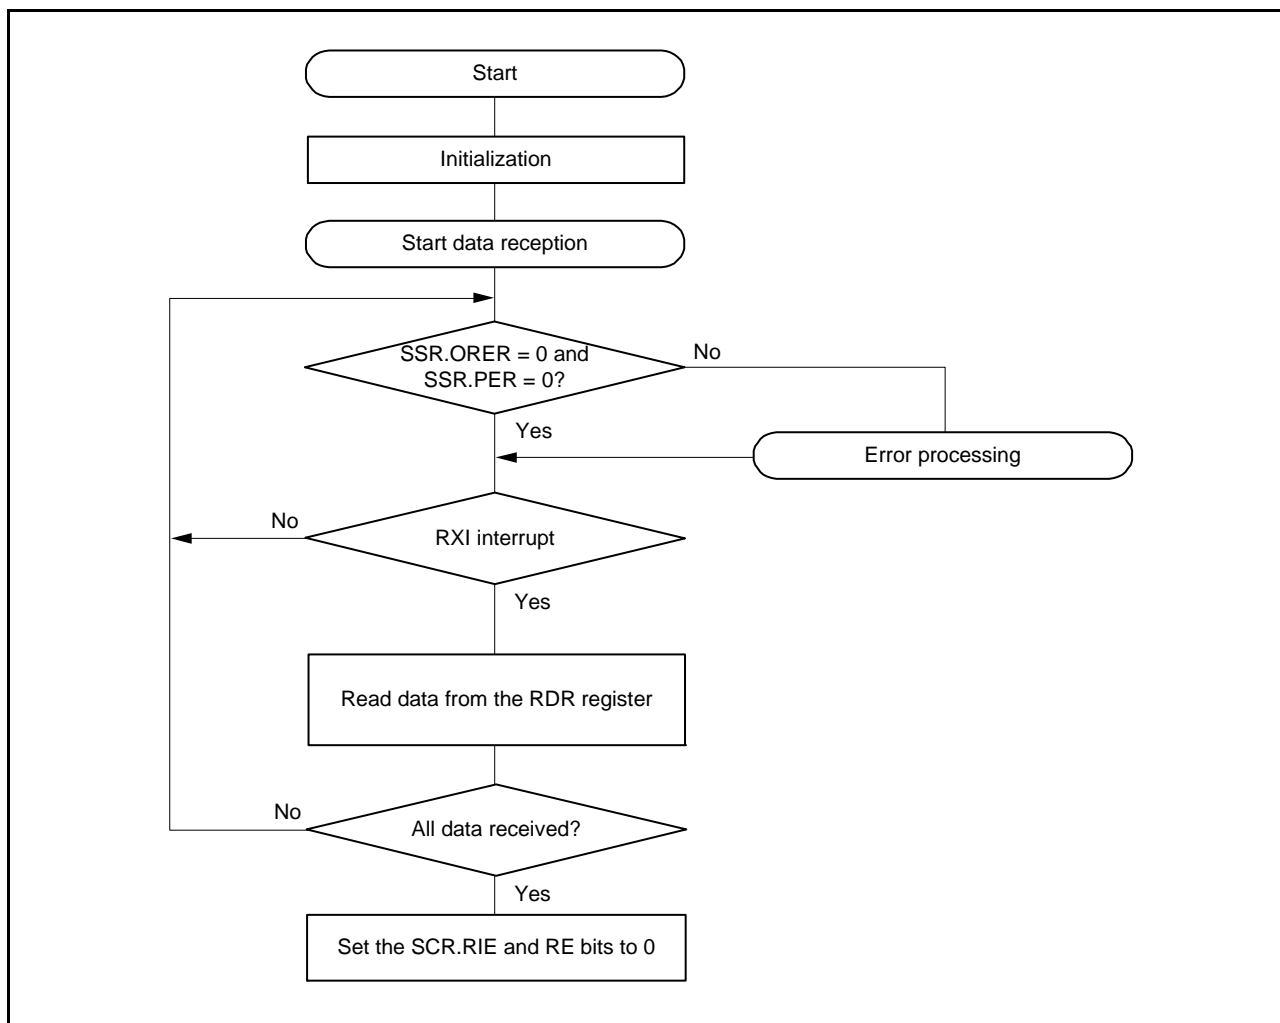 Start
Initialization
Start data reception
SSR.ORER = 0 and
SSR.PER = 0?
No
Yes
Error processing
No
RXI interrupt
Yes
Read data from the RDR register
No
All data received?
Yes
Set the SCR.RIE and RE bits to 0